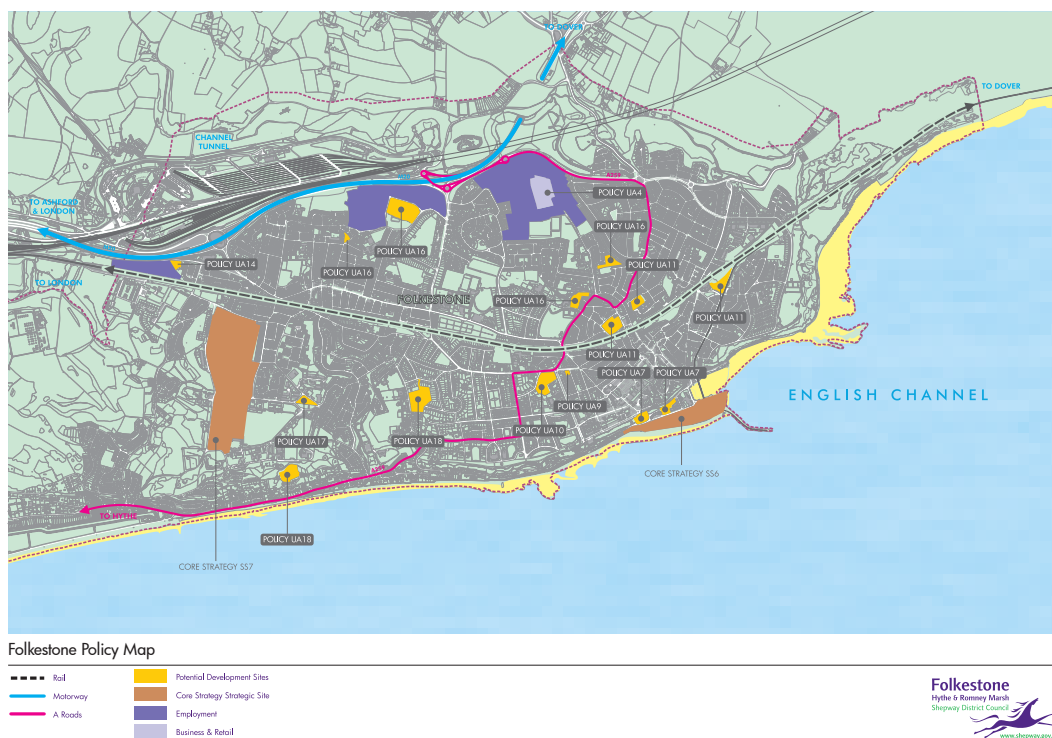 TO DOVER
TO DOVER
CHANNEL
TUNNEL
A259
POLICY UA4
TO ASHFORD
& LONDON
POLICY UA16
POLICY UA16
POLICY UA14
POLICY UA16
POLICY UA11
TO LONDON
FOLKESTONE
POLICY UA16
POLICY UA11
POLICY UA11
POLICY UA7
POLICY UA7
ENGLISH CHANNEL
POLICY UA9
POLICY UA10
POLICY UA17
POLICY UA18
A259
CORE STRATEGY SS6
TO HYTHE
POLICY UA18
CORE STRATEGY SS7
Folkestone Policy Map
Rail
Motorway
A Roads
Potential Development Sites
Core Strategy Strategic Site
Employment
Business & Retail
Folkestone
Hythe & Romney Marsh
Shepway District Council
www.shepway.gov.